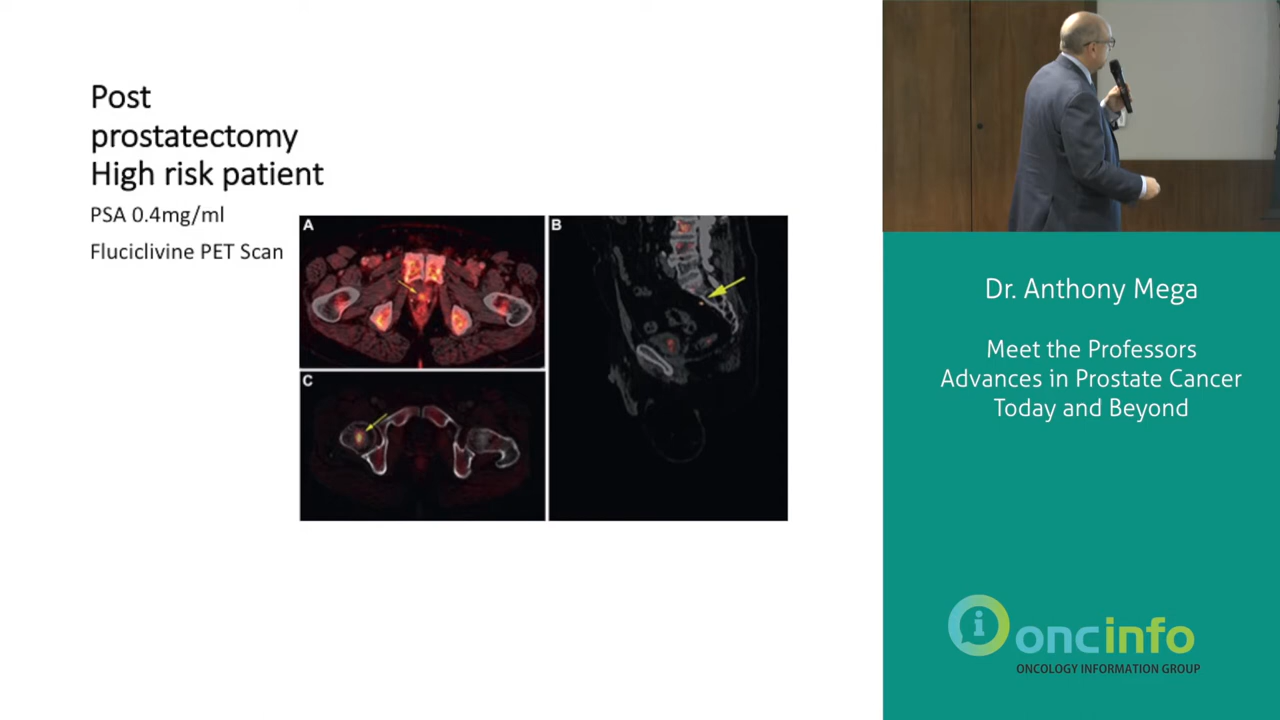 Post
prostatectomy
High risk patient
PSA 0.4mg/ml
Fluciclivine PET Scan
A
B
C
Dr. Anthony Mega
Meet the Professors
Advances in Prostate Cancer
Today and Beyond
i
oncinfo
ONCOLOGY INFORMATION GROUP